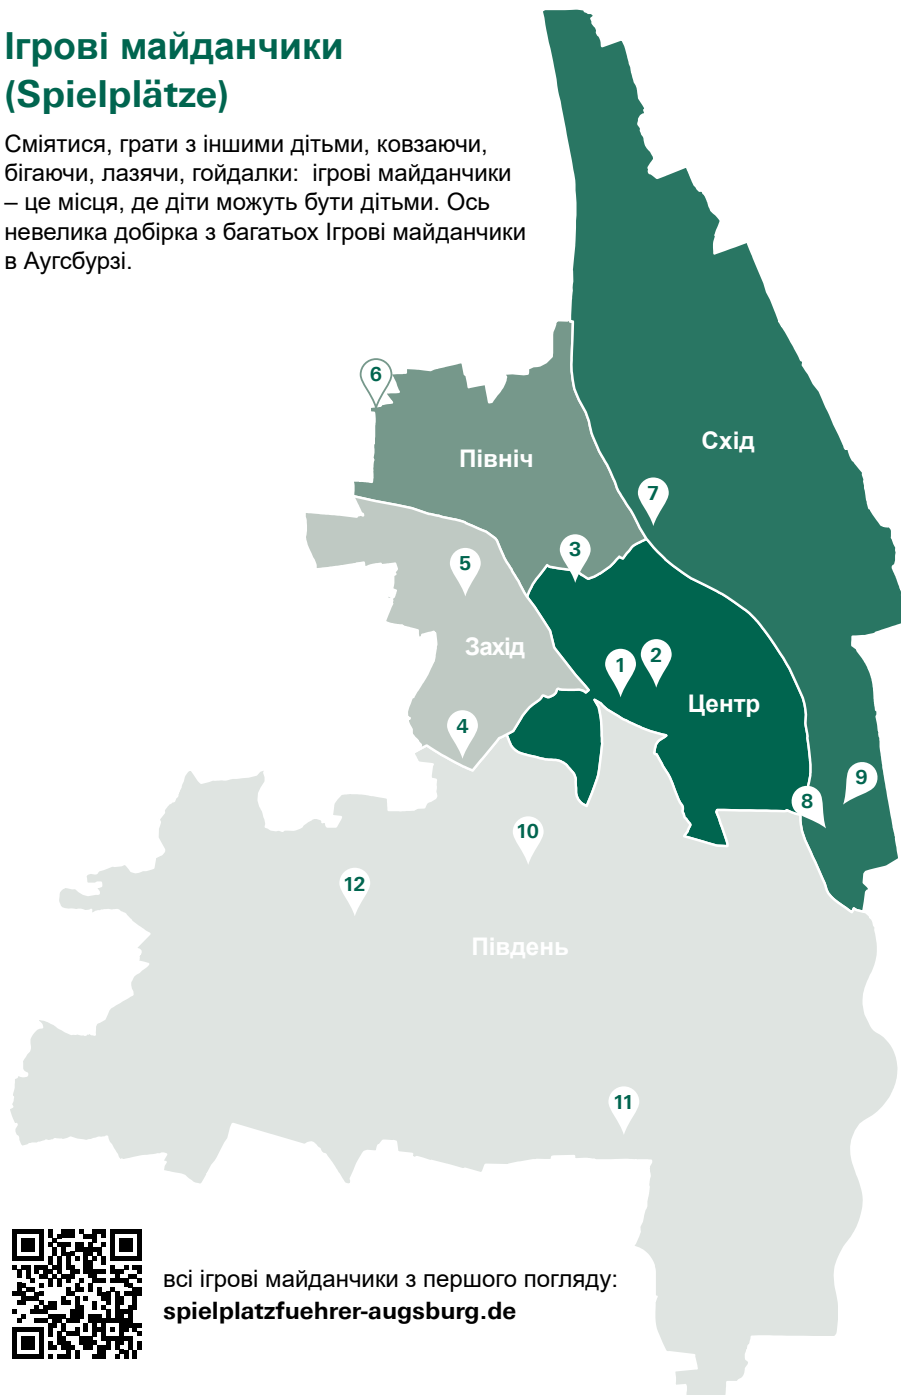 Ігрові майданчики
(Spielplätze)
Сміятися, грати з іншими дітьми, ковзаючи,
бігаючи, лазячи, гойдалки:  ігрові майданчики
– це місця, де діти можуть бути дітьми. Ось
невелика добірка з багатьох Ігрові майданчики
в Аугсбурзі.
6
Північ
Схід
7
3
5
Захід
1
2
Центр
4
9
8
10
12
Південь
11
всі ігрові майданчики з першого погляду:
spielplatzfuehrer-augsburg.de